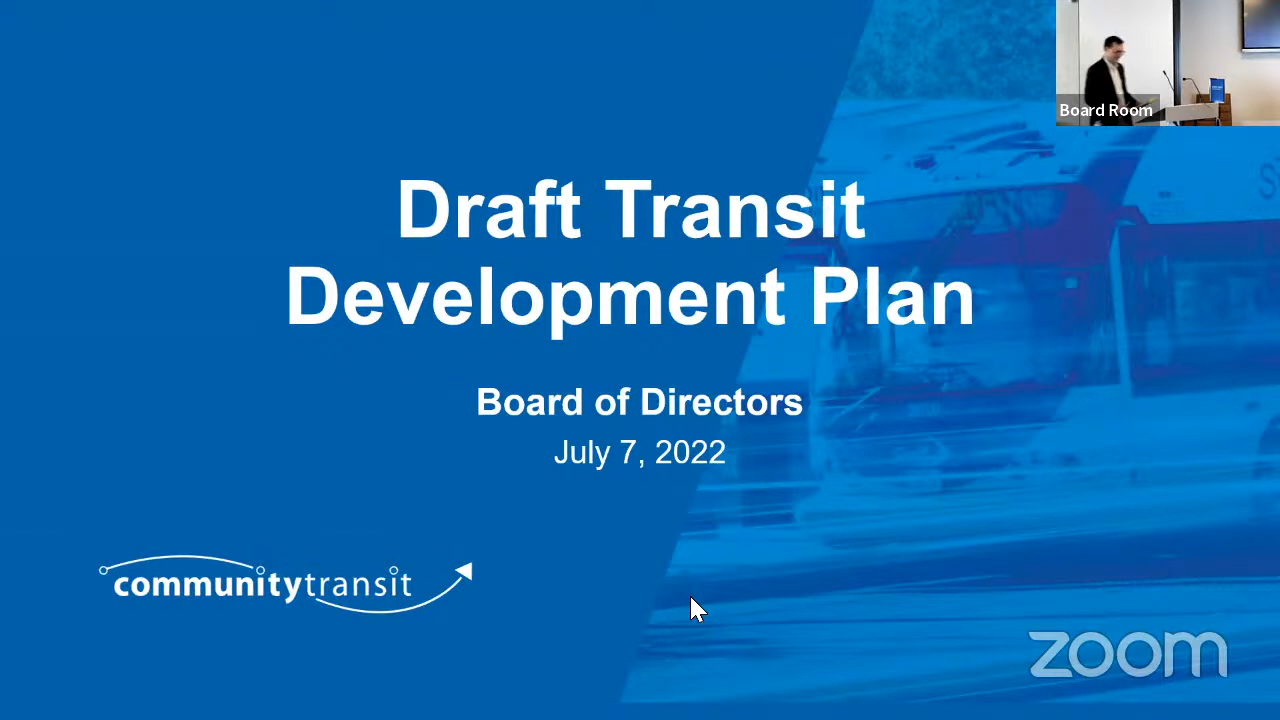 Board Room
Draft Transit
Development Plan
Board of Directors
July 7, 2022
communitytransit
zoom